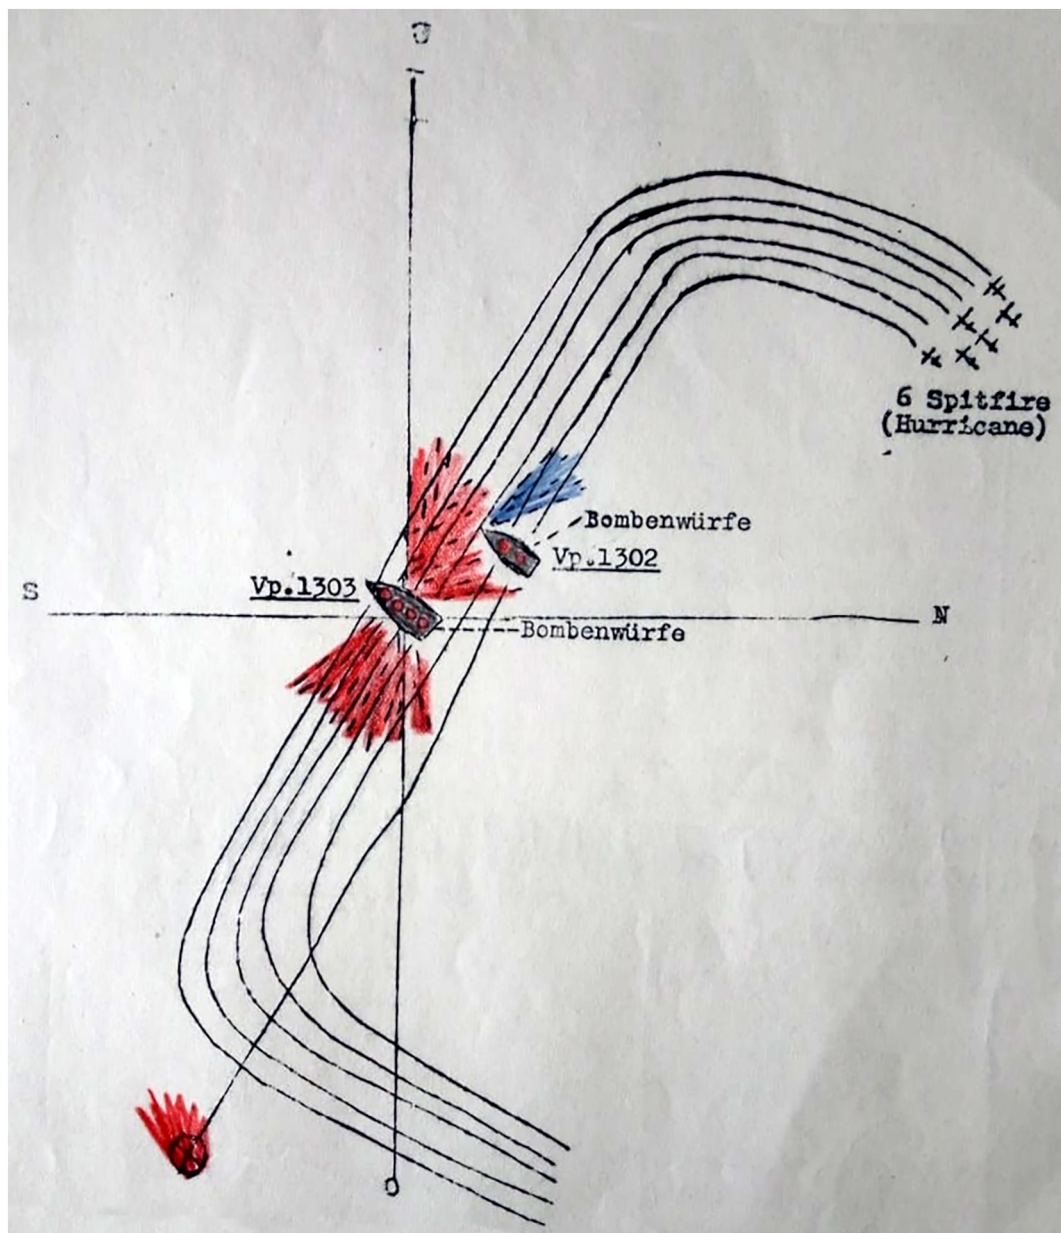 6 Spitfire
(Hurricane)
Bombenwürfe
Vp.1302
Vp.1303
S
N
Bombenwürfe
O